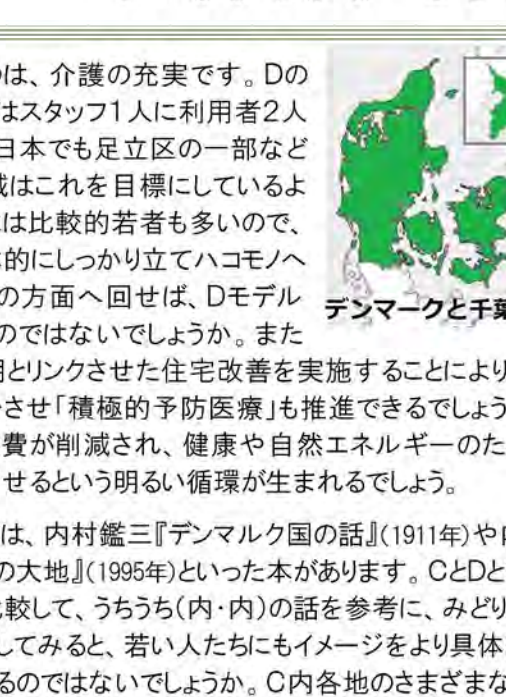 は、介護の充実です。Dの
はスタッフ1人に利用者2人
日本でも足立区の一部など
域はこれを目標にしているよ
は比較的若者も多いので、
的にしっかり立てハコモノへ
の方面へ回せば、Dモデル
のではないでしょうか。また
デンマークと千葉
とリンクさせた住宅改善を実施することにより
させ「積極的予防医療」も推進できるでしょう
費が削減され、健康や自然エネルギーのた
せるという明るい循環が生まれるでしょう。
は、内村鑑三『デンマルク国の話』(1911年)や内
の大地』(1995年)といった本があります。CとDと
比較して、うちうち(内・内)の話を参考に、みどり
してみると、若い人たちにもイメージをより具体
るのではないでしょうか。C内各地のさまざまな